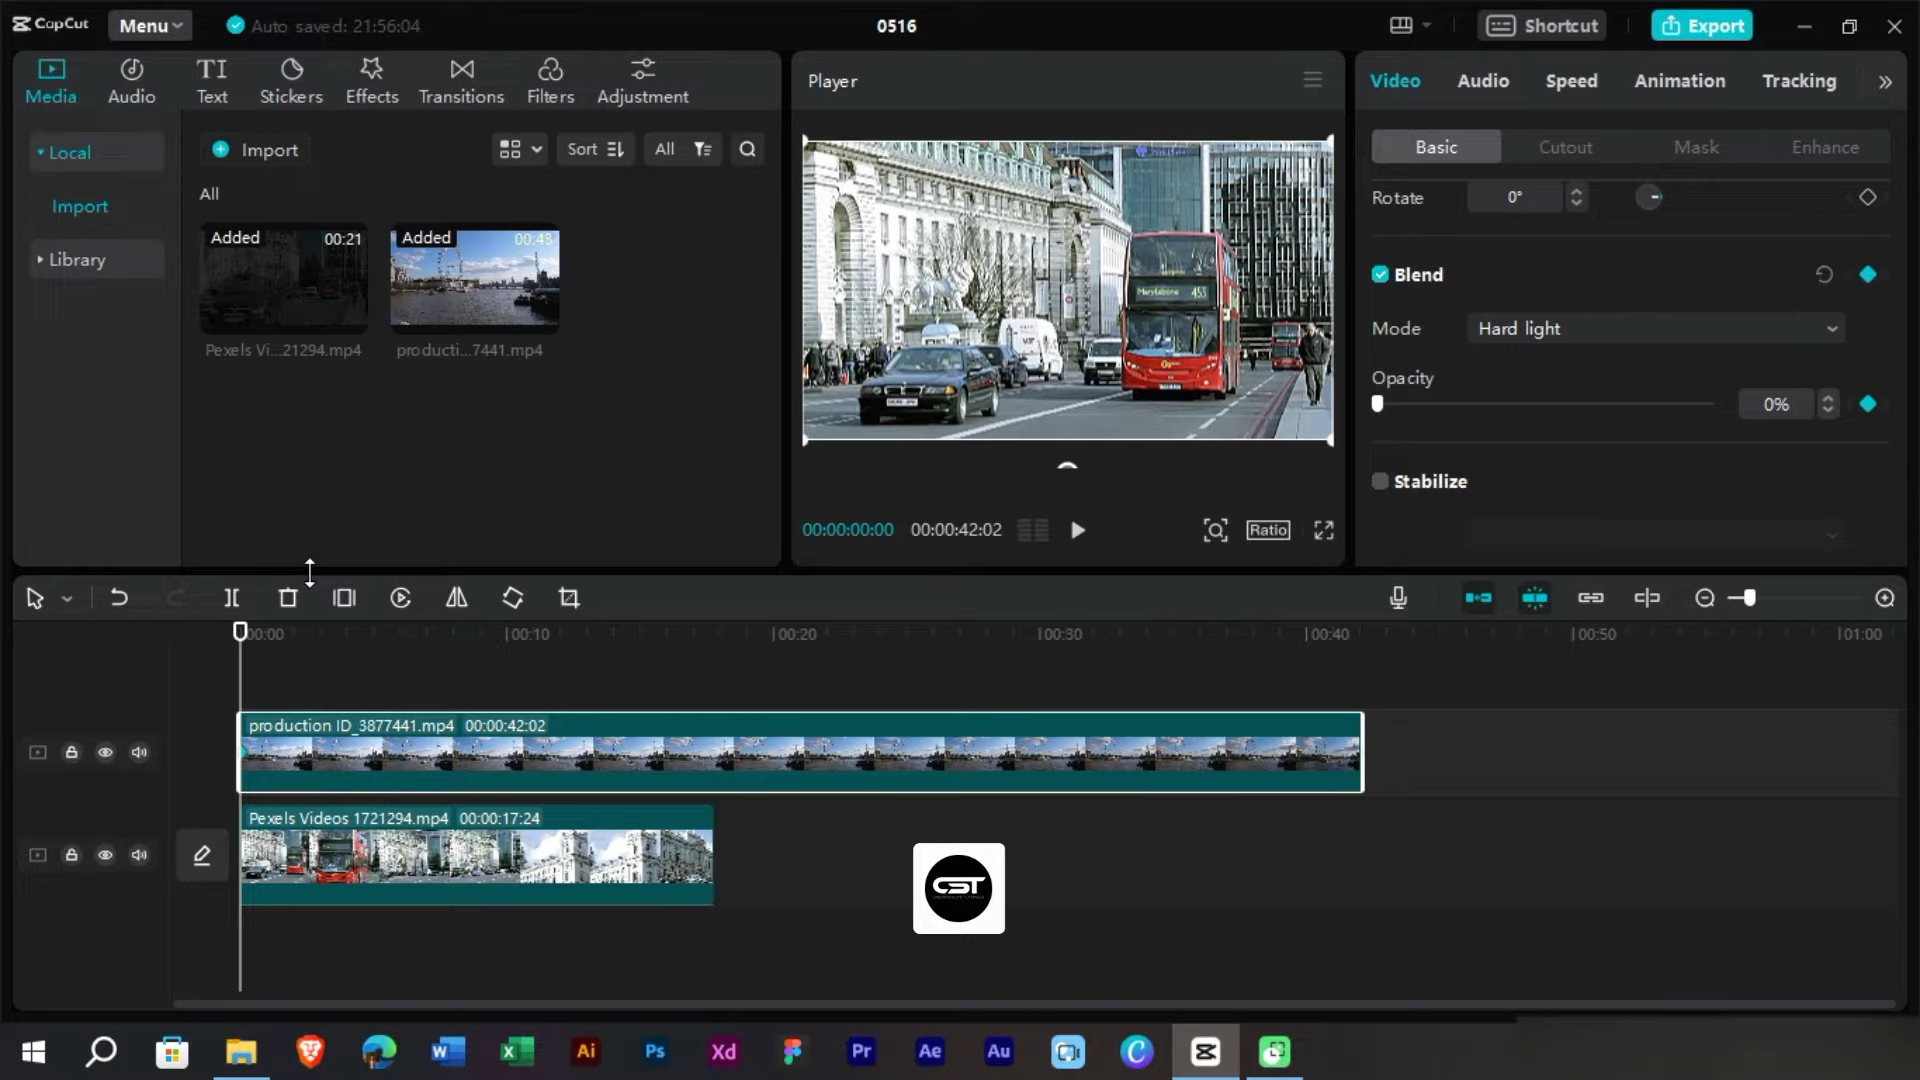 CapCut
Menu
Auto saved: 21:56:04
0516
Shortcut
Export
Media
Audio
TI
Text
Stickers
Effects
Transitions
Filters
Adjustment
Player
Video
Audio
Speed
Animation
Tracking
Local
Import
Sort
All
Basic
Cutout
Mask
Enhance
Import
All
Rotate
0°
Library
Added
00:21
Added
00:43
Pexels Vi...21294.mp4
producti...7441.mp4
Marylebone 453
Blend
Mode
Hard light
Opacity
0%
Stabilize
00:00:00:00
00:00:42:02
Ratio
00:00
00:10
00:20
00:30
00:40
00:50
01:00
production ID_3877441.mp4 00:00:42:02
Pexels Videos 1721294.mp4 00:00:17:24
CST
W
X
Ai
Ps
Xd
Pr
Ae
Au
C